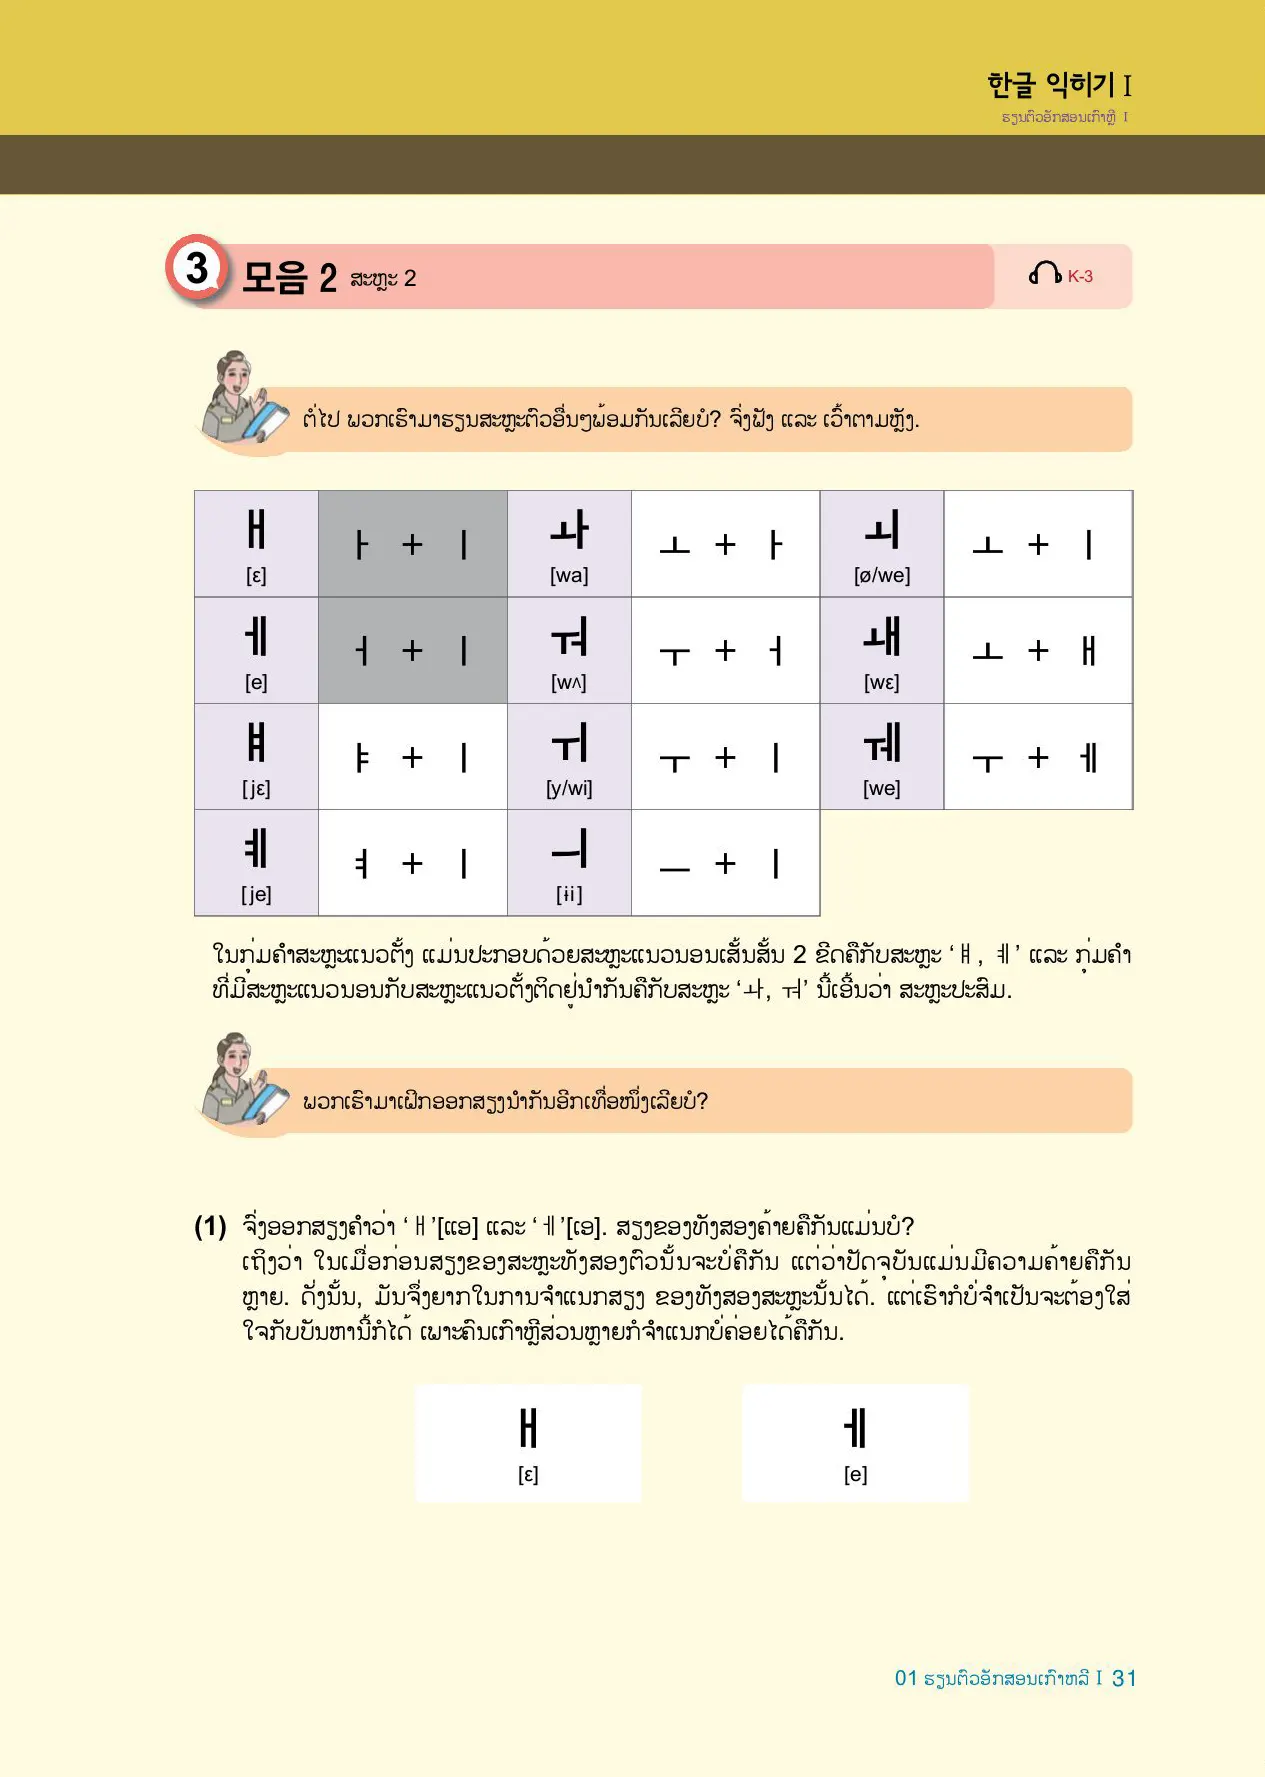 한글 익히기 I
ຮຽນຕົວອັກສອນເກົາຫຼີ I
3 모음 2 ສະຫຼະ 2 K-3
ຕໍ່ໄປ ພວກເຮົາມາຮຽນສະຫຼະຕົວອື່ນໆພ້ອມກັນເລີຍບໍ? ຈົ່ງຟັງ ແລະ ເວົ້າຕາມຫຼັງ.
ㅐ ㅏ + ㅣ ㅘ ㅗ + ㅏ ㅚ ㅗ + ㅣ
[ɛ] [wa] [ø/we]
ㅔ ㅓ + ㅣ ㅝ ㅜ + ㅓ ㅙ ㅗ + ㅐ
[e] [wʌ] [wɛ]
ㅒ ㅑ + ㅣ ㅟ ㅜ + ㅣ ㅞ ㅜ + ㅔ
[jɛ] [y/wi] [we]
ㅖ ㅕ + ㅣ ㅢ ㅡ + ㅣ
[je] [ɨi]
ໃນກຸ່ມຄຳສະຫຼະແນວຕັ້ງ ແມ່ນປະກອບດ້ວຍສະຫຼະແນວນອນເສັ້ນສັ້ນ 2 ຂີດຄືກັບສະຫຼະ ‘ㅒ, ㅖ’ ແລະ ກຸ່ມຄຳ
ທີ່ມີສະຫຼະແນວນອນກັບສະຫຼະແນວຕັ້ງຕິດຢູ່ນຳກັນຄືກັບສະຫຼະ ‘ㅘ, ㅝ’ ນີ້ເອີ້ນວ່າ ສະຫຼະປະສົມ.
ພວກເຮົາມາເຝິກອອກສຽງນຳກັນອີກເທື່ອໜຶ່ງເລີຍບໍ?
(1) ຈົ່ງອອກສຽງຄຳວ່າ ‘ㅐ’[ແອ] ແລະ ‘ㅔ’[ເອ]. ສຽງຂອງທັງສອງຄ້າຍຄືກັນແມ່ນບໍ?
ເຖິງວ່າ ໃນເມື່ອກ່ອນສຽງຂອງສະຫຼະທັງສອງຕົວນັ້ນຈະບໍ່ຄືກັນ ແຕ່ວ່າປັດຈຸບັນແມ່ນມີຄວາມຄ້າຍຄືກັນ
ຫຼາຍ. ດັ່ງນັ້ນ, ມັນຈຶ່ງຍາກໃນການຈຳແນກສຽງ ຂອງທັງສອງສະຫຼະນັ້ນໄດ້. ແຕ່ເຮົາກໍບໍ່ຈຳເປັນຈະຕ້ອງໃສ່
ໃຈກັບບັນຫານີ້ກໍໄດ້ ເພາະຄົນເກົາຫຼີສ່ວນຫຼາຍກໍຈຳແນກບໍ່ຄ່ອຍໄດ້ຄືກັນ.
ㅐ ㅔ
[ɛ] [e]
01 ຮຽນຕົວອັກສອນເກົາຫລີ I 31